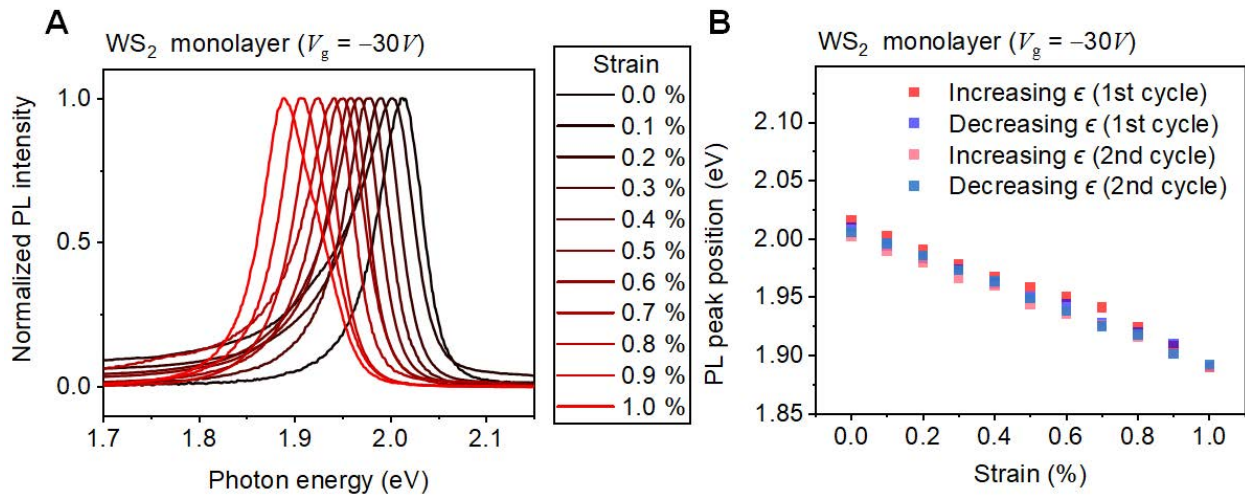 A
WS₂ monolayer (Vg = −30V)
Normalized PL intensity
1.0
0.5
0.0
1.7 1.8 1.9 2.0 2.1
Photon energy (eV)
Strain
0.0 %
0.1 %
0.2 %
0.3 %
0.4 %
0.5 %
0.6 %
0.7 %
0.8 %
0.9 %
1.0 %
B
WS₂ monolayer (Vg = −30V)
PL peak position (eV)
2.10
2.05
2.00
1.95
1.90
1.85
Increasing ϵ (1st cycle)
Decreasing ϵ (1st cycle)
Increasing ϵ (2nd cycle)
Decreasing ϵ (2nd cycle)
0.0 0.2 0.4 0.6 0.8 1.0
Strain (%)